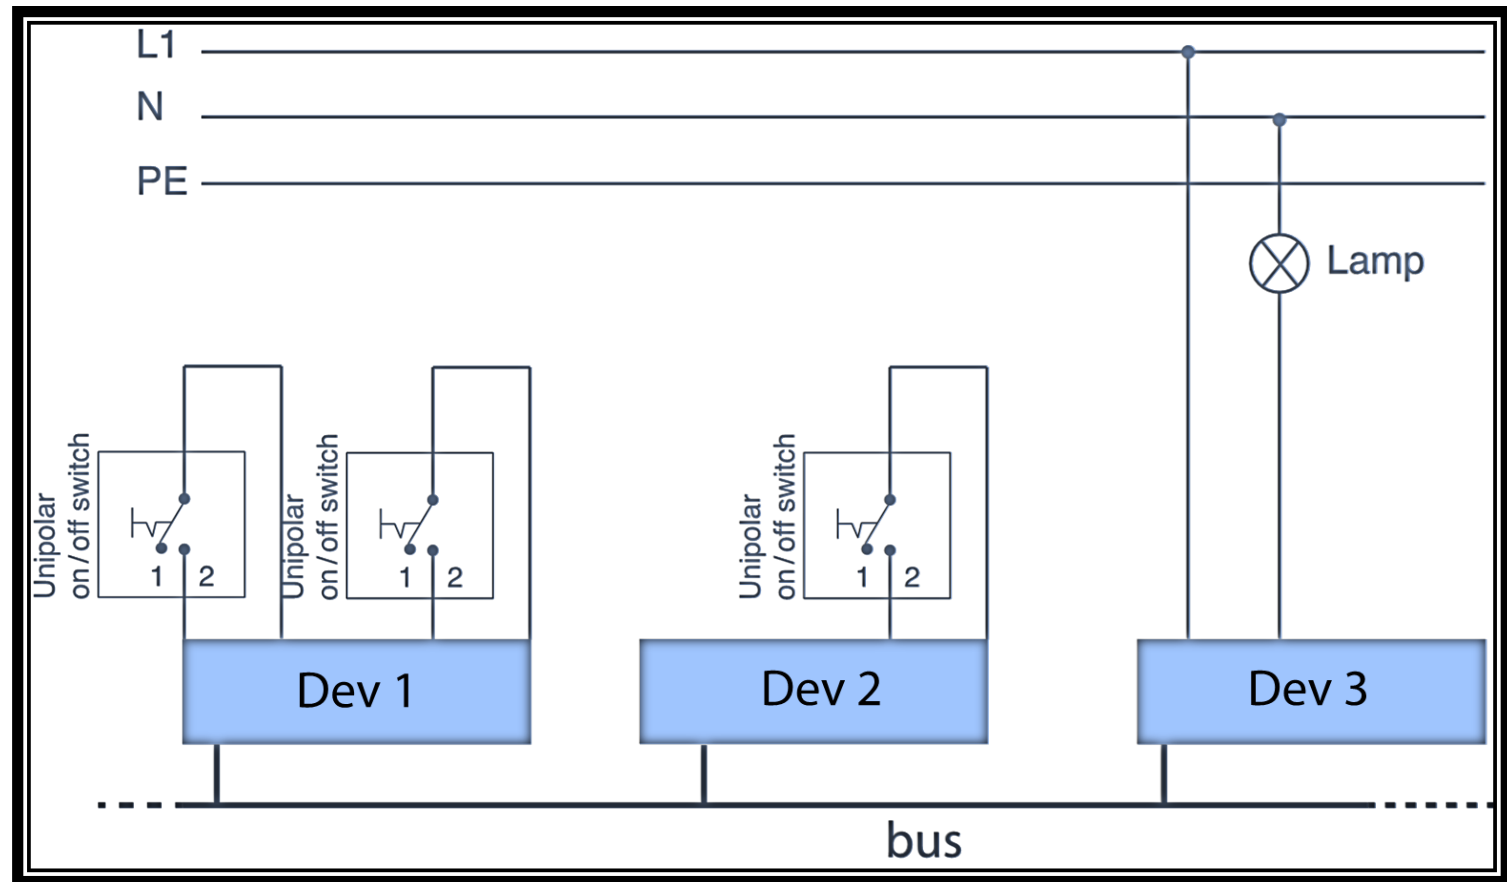 L1
N
PE
Lamp
Unipolar
on/off switch
1 2
Unipolar
on/off switch
1 2
Unipolar
on/off switch
1 2
Dev 1
Dev 2
Dev 3
bus